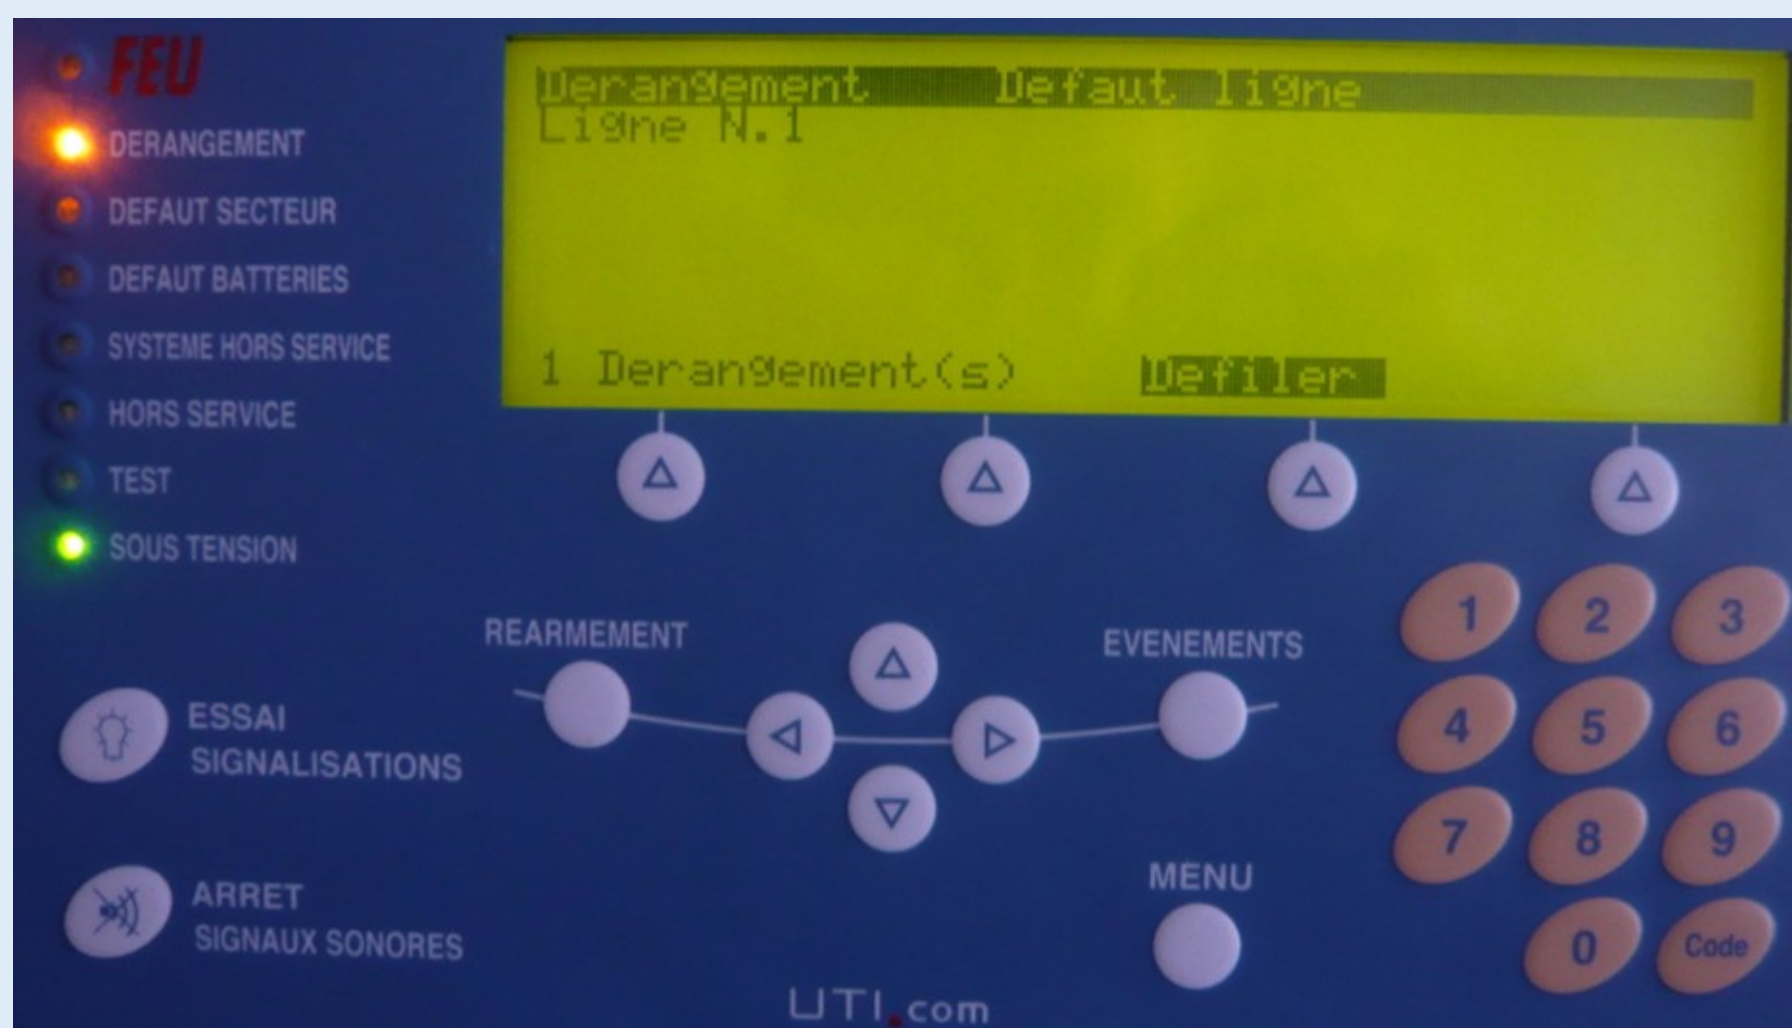 FEU
DERANGEMENT
DEFAUT SECTEUR
DEFAUT BATTERIES
SYSTEME HORS SERVICE
HORS SERVICE
TEST
SOUS TENSION
Derangement Defaut ligne
Ligne N.1
1 Derangement(s) Defiler
REARMEMENT
EVENEMENTS
ESSAI
SIGNALISATIONS
ARRET
SIGNAUX SONORES
MENU
1 2 3
4 5 6
7 8 9
0 Code
UTI.com